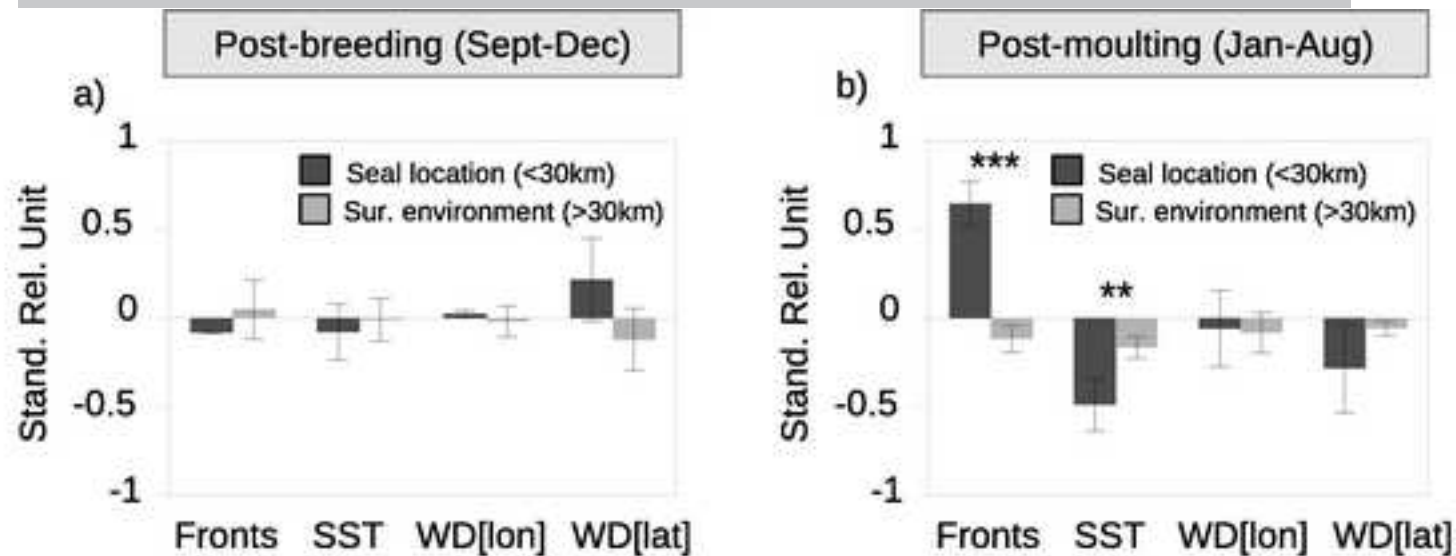 Post-breeding (Sept-Dec)
a)
1
0.5
0
-0.5
-1
Stand. Rel. Unit
Seal location (<30km)
Sur. environment (>30km)
Fronts SST WD[lon] WD[lat]
Post-moulting (Jan-Aug)
b)
1
0.5
0
-0.5
-1
Stand. Rel. Unit
***
Seal location (<30km)
Sur. environment (>30km)
**
Fronts SST WD[lon] WD[lat]